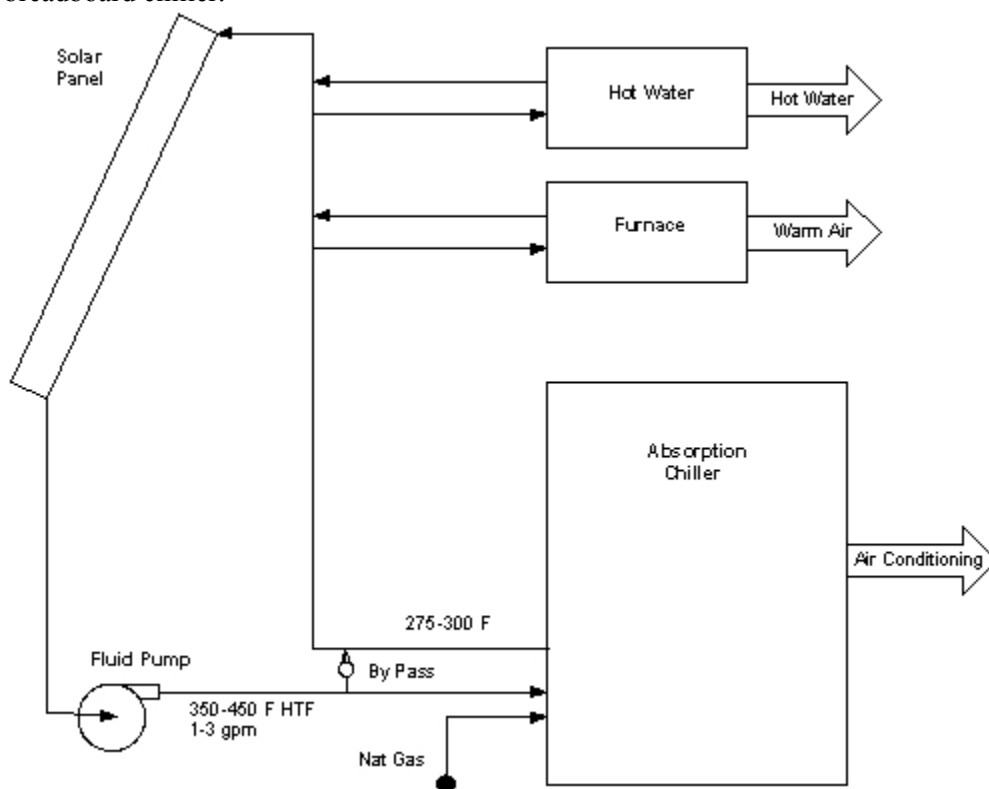 breadboard chiller.
Solar
Panel
Hot Water
Hot Water
Furnace
Warm Air
Absorption
Chiller
Air Conditioning
275-300 F
By Pass
Fluid Pump
350-450 F HTF
1-3 gpm
Nat Gas